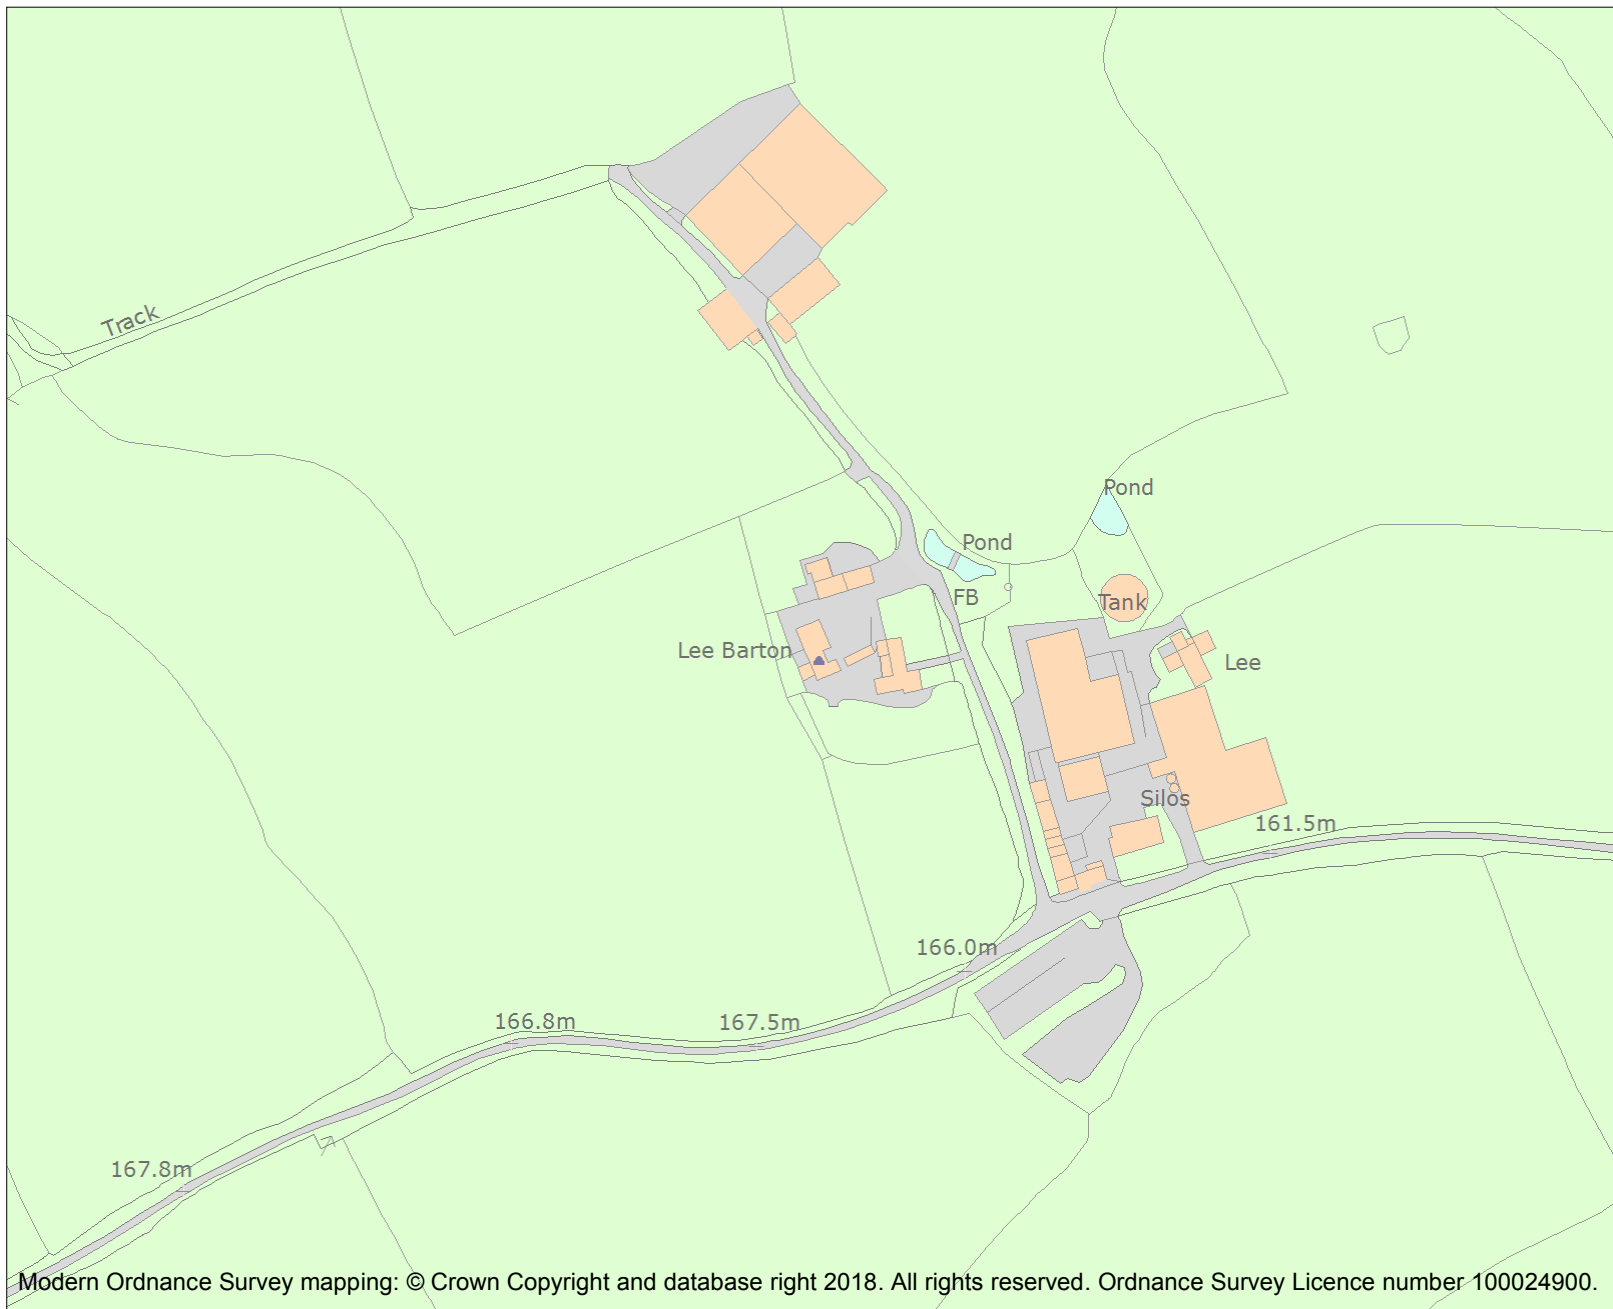 Track
Pond
Pond
FB
Tank
Lee Barton
Lee
Silos
161.5m
166.0m
166.8m
167.5m
167.8m
Modern Ordnance Survey mapping: © Crown Copyright and database right 2018. All rights reserved. Ordnance Survey Licence number 100024900.